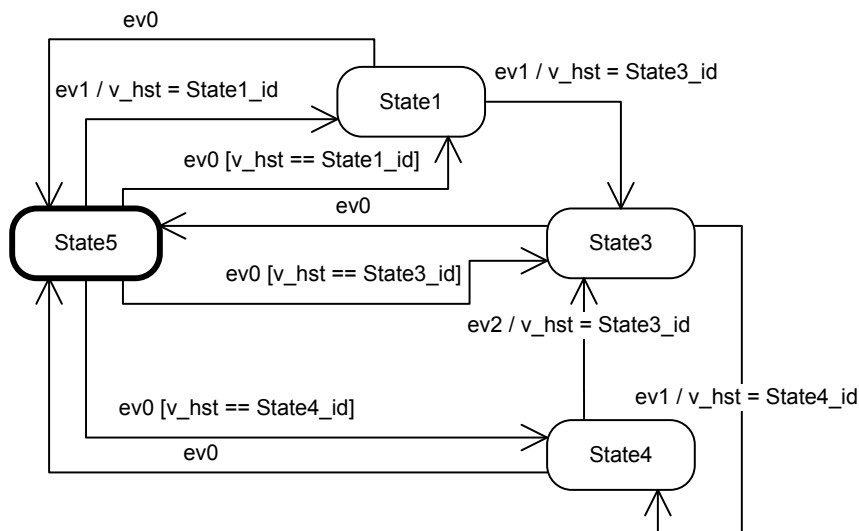 ev0
ev1 / v_hst = State3_id
ev1 / v_hst = State1_id
State1
ev0 [v_hst == State1_id]
ev0
State5
State3
ev0 [v_hst == State3_id]
ev2 / v_hst = State3_id
ev1 / v_hst = State4_id
ev0 [v_hst == State4_id]
ev0
State4